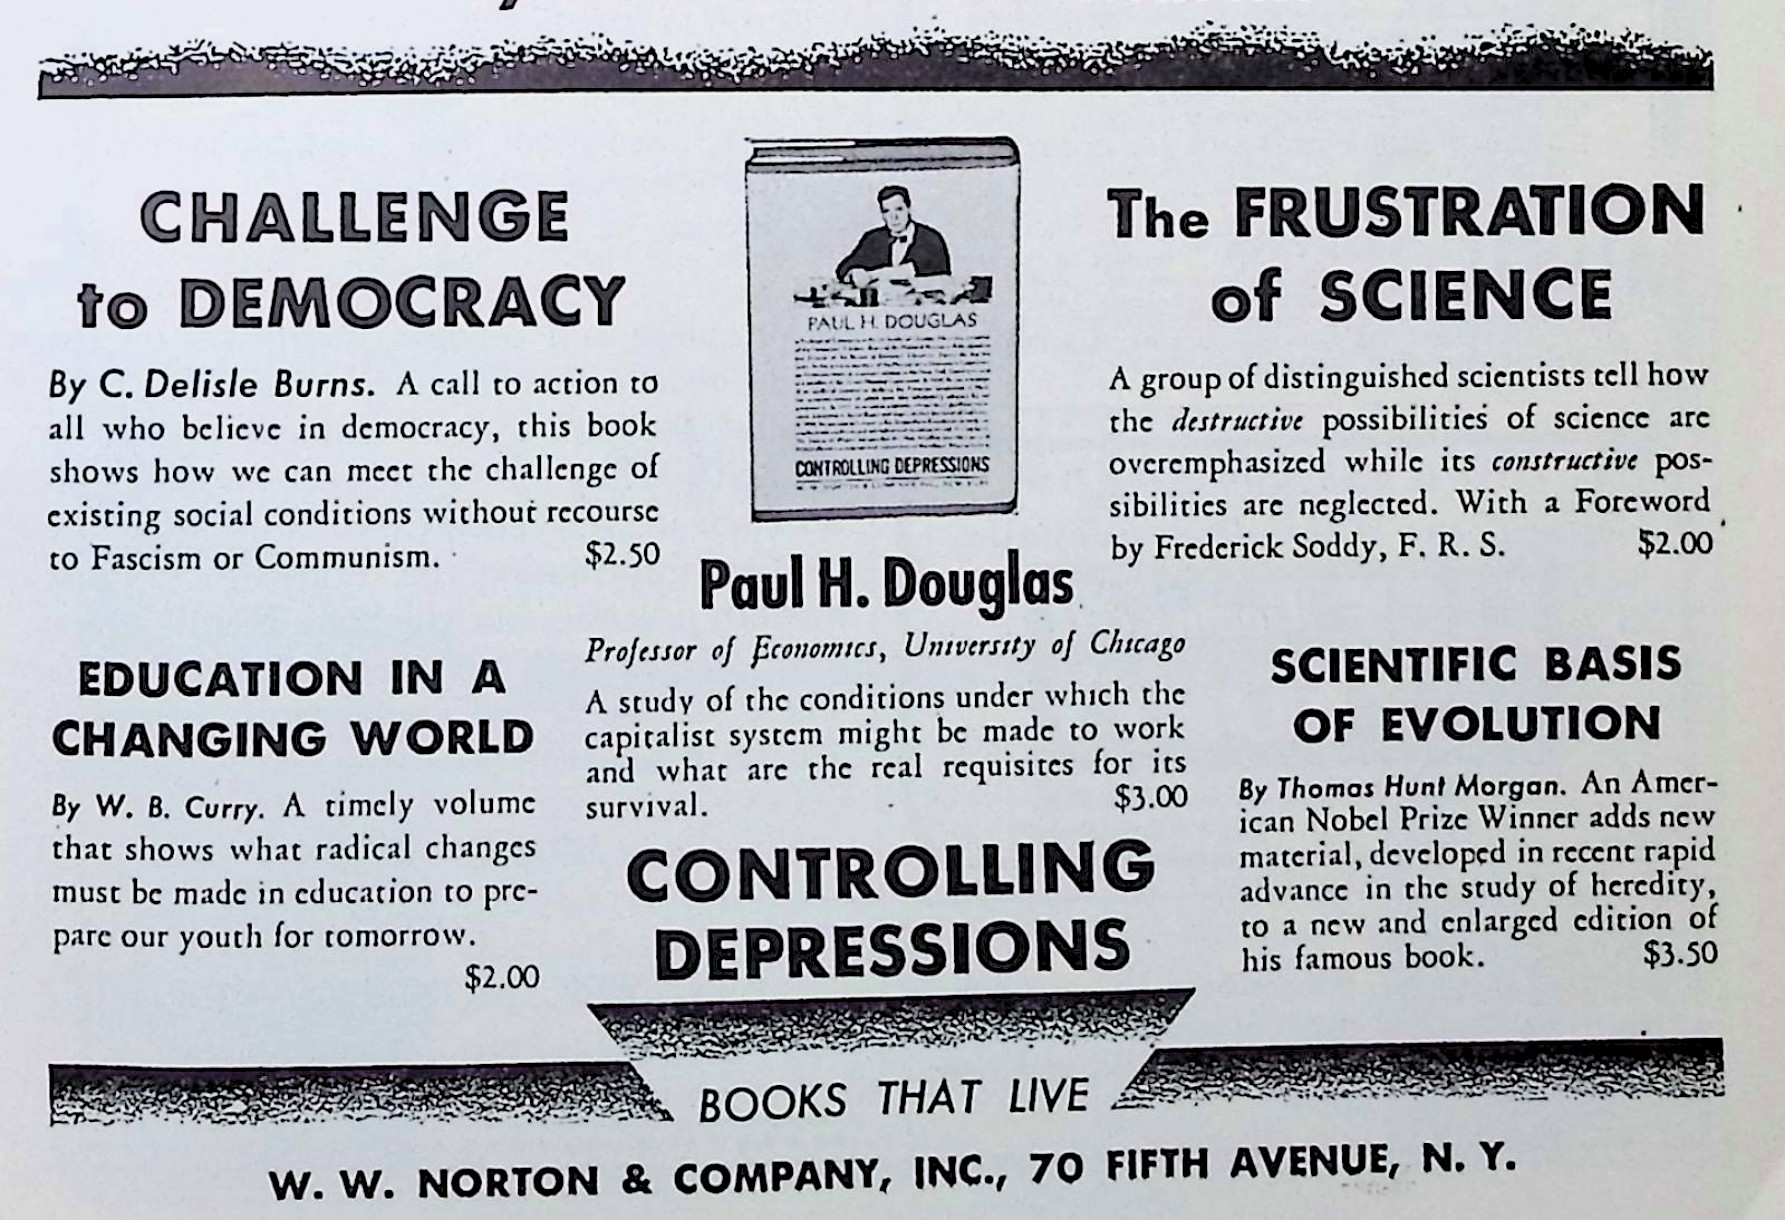 CHALLENGE
to DEMOCRACY
By C. Delisle Burns. A call to action to
all who believe in democracy, this book
shows how we can meet the challenge of
existing social conditions without recourse
to Fascism or Communism. $2.50
EDUCATION IN A
CHANGING WORLD
By W. B. Curry. A timely volume
that shows what radical changes
must be made in education to pre-
pare our youth for tomorrow.
$2.00
PAUL H. DOUGLAS
CONTROLLING DEPRESSIONS
Paul H. Douglas
Professor of Economics, University of Chicago
A study of the conditions under which the
capitalist system might be made to work
and what are the real requisites for its
survival. $3.00
CONTROLLING
DEPRESSIONS
The FRUSTRATION
of SCIENCE
A group of distinguished scientists tell how
the destructive possibilities of science are
overemphasized while its constructive pos-
sibilities are neglected. With a Foreword
by Frederick Soddy, F. R. S. $2.00
SCIENTIFIC BASIS
OF EVOLUTION
By Thomas Hunt Morgan. An Amer-
ican Nobel Prize Winner adds new
material, developed in recent rapid
advance in the study of heredity,
to a new and enlarged edition of
his famous book. $3.50
BOOKS THAT LIVE
W. W. NORTON & COMPANY, INC., 70 FIFTH AVENUE, N. Y.